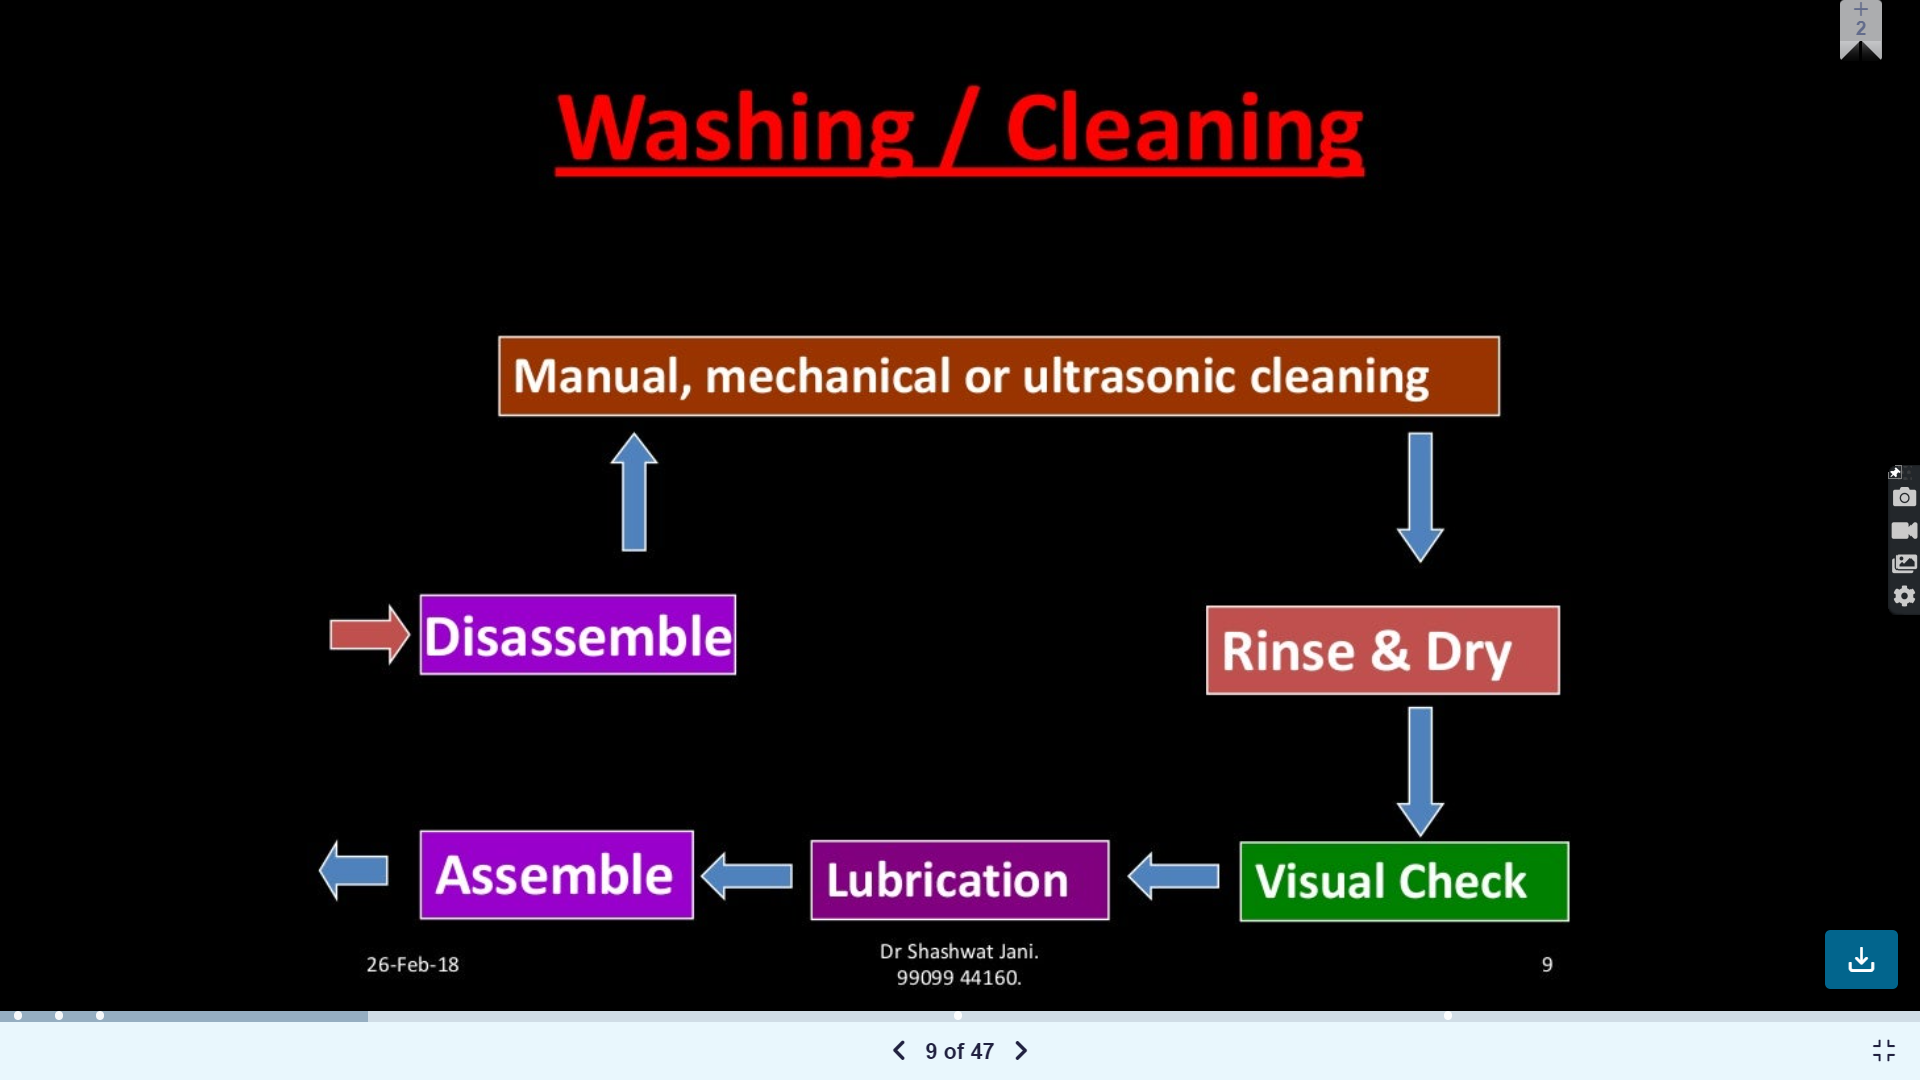 +
2
Washing / Cleaning
Manual, mechanical or ultrasonic cleaning
Disassemble
Rinse & Dry
Assemble
Lubrication
Visual Check
26-Feb-18
Dr Shashwat Jani.
99099 44160.
9
9 of 47